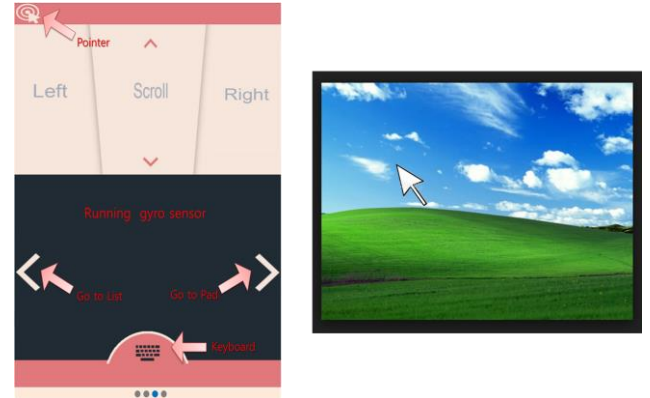 Pointer
Left
Scroll
Right
Running gyro sensor
Go to List
Go to Pad
Keyboard